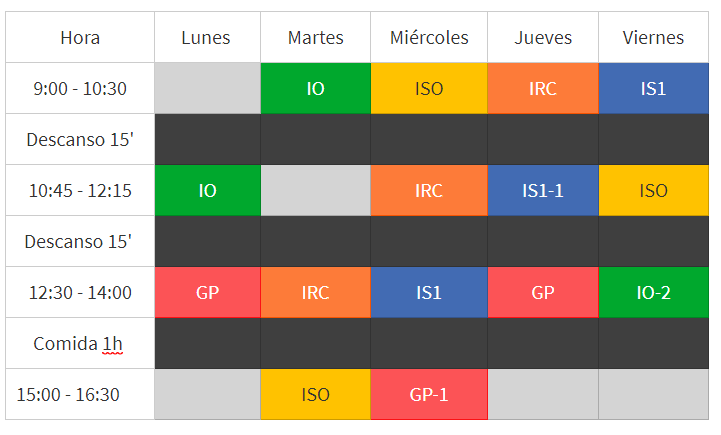 Hora Lunes Martes Miércoles Jueves Viernes
9:00 - 10:30 IO ISO IRC IS1
Descanso 15'
10:45 - 12:15 IO IRC IS1-1 ISO
Descanso 15'
12:30 - 14:00 GP IRC IS1 GP IO-2
Comida 1h
15:00 - 16:30 ISO GP-1